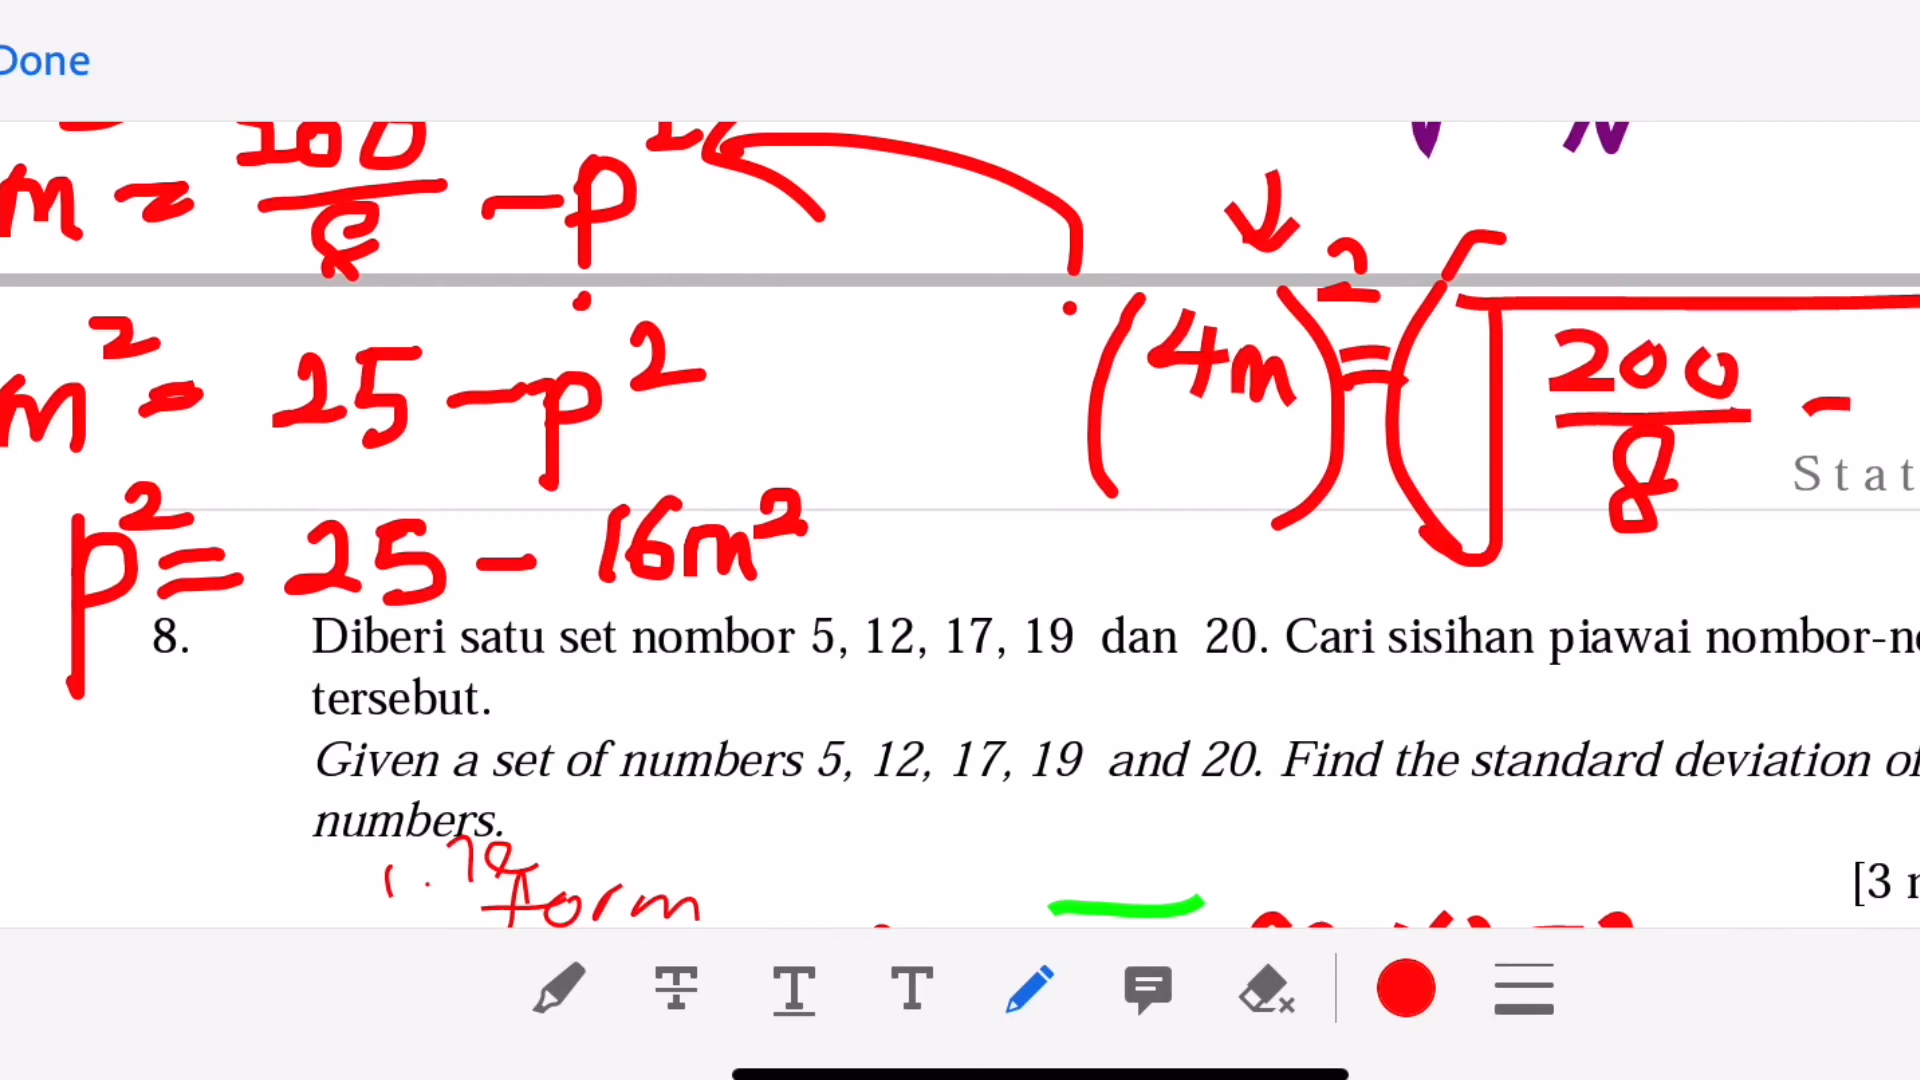 Done
m = 200/8 - p²
m² = 25 - p²
(4m)² = (√200/8 -
Stat
p² = 25 - 16m²
8. Diberi satu set nombor 5, 12, 17, 19 dan 20. Cari sisihan piawai nombor-n
tersebut.
Given a set of numbers 5, 12, 17, 19 and 20. Find the standard deviation of
numbers.
[3
form